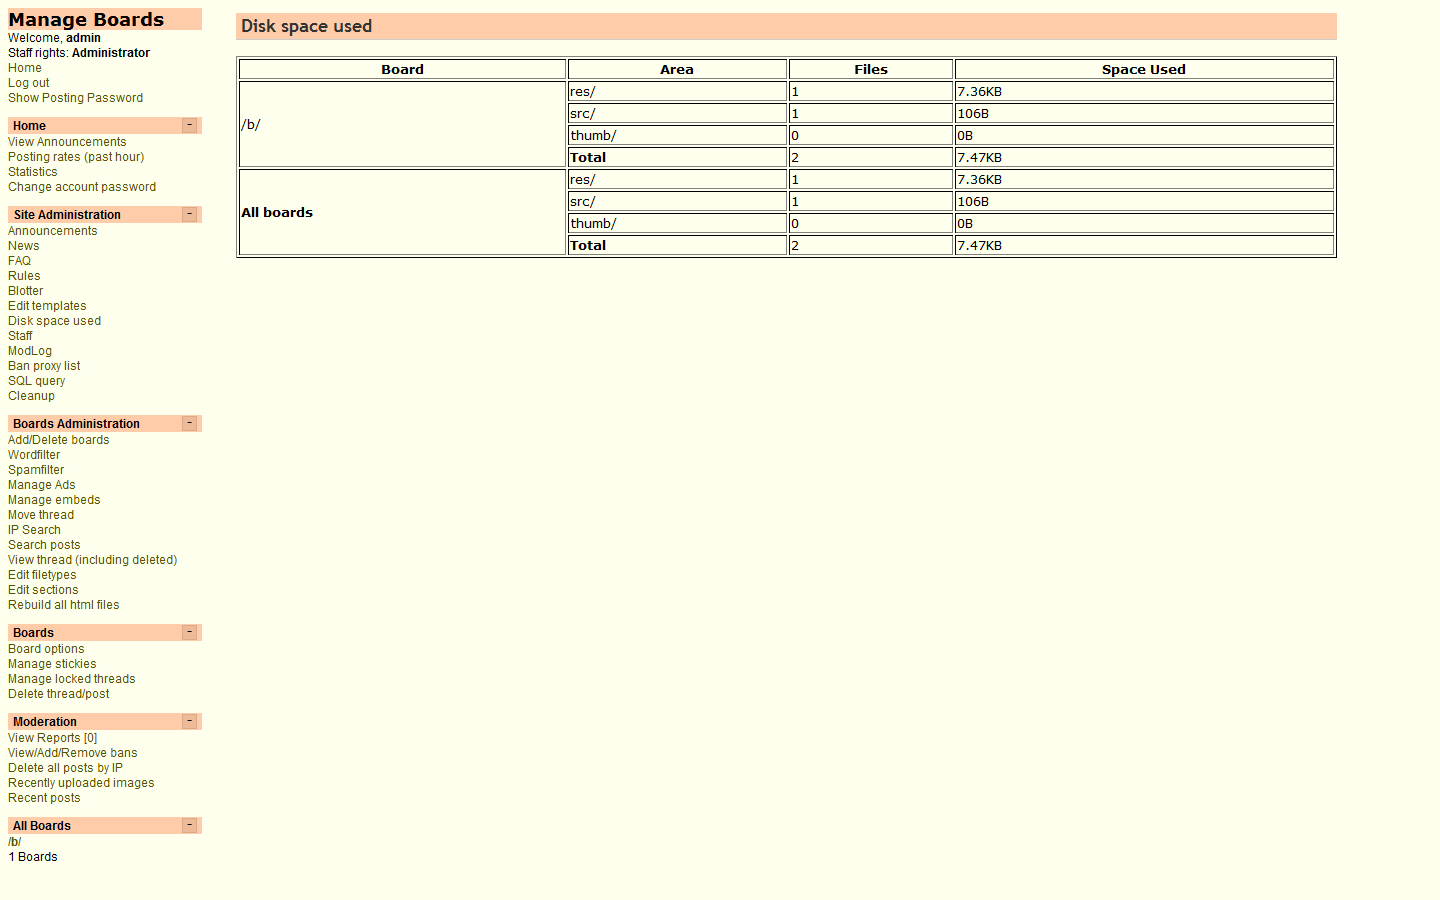 Manage Boards
Welcome, admin
Staff rights: Administrator
Home
Log out
Show Posting Password
Home -
View Announcements
Posting rates (past hour)
Statistics
Change account password
Site Administration -
Announcements
News
FAQ
Rules
Blotter
Edit templates
Disk space used
Staff
ModLog
Ban proxy list
SQL query
Cleanup
Boards Administration -
Add/Delete boards
Wordfilter
Spamfilter
Manage Ads
Manage embeds
Move thread
IP Search
Search posts
View thread (including deleted)
Edit filetypes
Edit sections
Rebuild all html files
Boards -
Board options
Manage stickies
Manage locked threads
Delete thread/post
Moderation -
View Reports [0]
View/Add/Remove bans
Delete all posts by IP
Recently uploaded images
Recent posts
All Boards -
/b/
1 Boards
Disk space used
Board Area Files Space Used
/b/
res/ 1 7.36KB
src/ 1 106B
thumb/ 0 0B
Total 2 7.47KB
All boards
res/ 1 7.36KB
src/ 1 106B
thumb/ 0 0B
Total 2 7.47KB